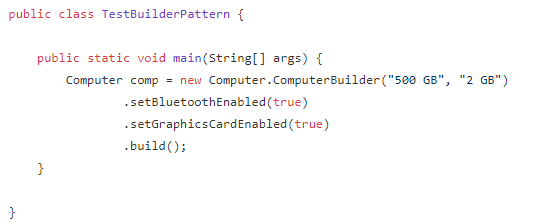 public class TestBuilderPattern {
public static void main(String[] args) {
Computer comp = new Computer.ComputerBuilder("500 GB", "2 GB")
.setBluetoothEnabled(true)
.setGraphicsCardEnabled(true)
.build();
}
}